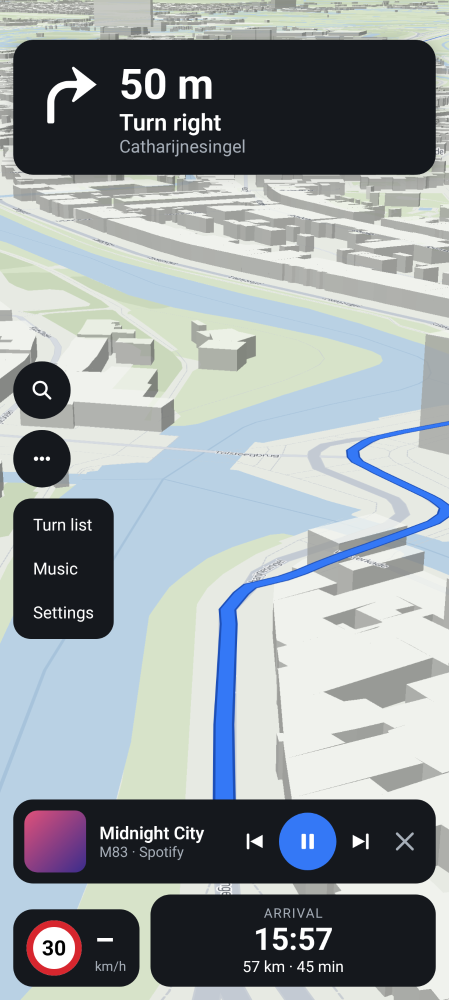 50 m
Turn right
Catharijnesingel
Turn list
Music
Settings
Midnight City
M83 · Spotify
30
–
km/h
ARRIVAL
15:57
57 km · 45 min